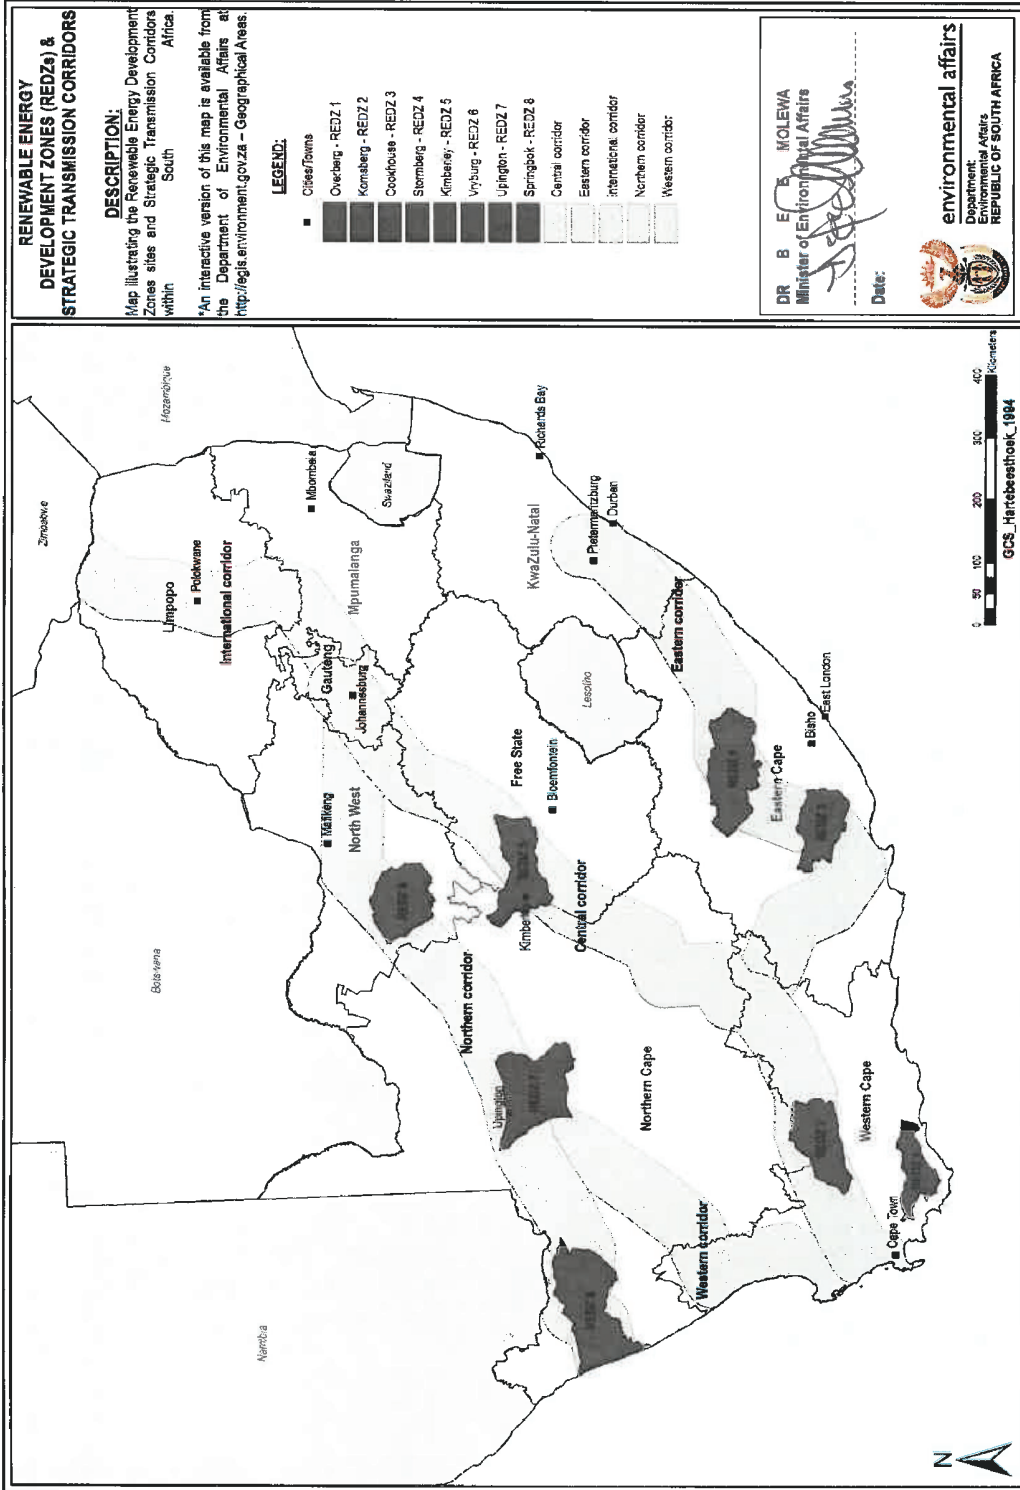 RENEWABLE ENERGY
DEVELOPMENT ZONES (REDZs) &
STRATEGIC TRANSMISSION CORRIDORS
DESCRIPTION:
Map illustrating the Renewable Energy Development
Zones sites and Strategic Transmission Corridors
within South Africa.
*An interactive version of this map is available from
the Department of Environmental Affairs at
http://egis.environment.gov.za – Geographical Areas.
LEGEND:
Cities/Towns
Overberg - REDZ 1
Komsberg - REDZ 2
Cookhouse - REDZ 3
Stormberg - REDZ 4
Kimberley - REDZ 5
Vryburg - REDZ 6
Upington - REDZ 7
Springbok - REDZ 8
Central corridor
Eastern corridor
International corridor
Northern corridor
Western corridor
DR B E E MOLEWA
Minister of Environmental Affairs
Date:
environmental affairs
Department:
Environmental Affairs
REPUBLIC OF SOUTH AFRICA
Zimbabwe
Mozambique
Limpopo
Polokwane
International corridor
Mbombela
Swaziland
Mpumalanga
Gauteng
Johannesburg
Botswana
Mafikeng
North West
Free State
Bloemfontein
Lesotho
KwaZulu-Natal
Richards Bay
Pietermaritzburg
Durban
Eastern corridor
Namibia
Northern corridor
Upington
Kimbe
Central corridor
Northern Cape
Eastern Cape
Bisho
East London
Western corridor
Western Cape
Cape Town
N
0 50 100 200 300 400
Kilometers
GCS_Hartebeesthoek_1994